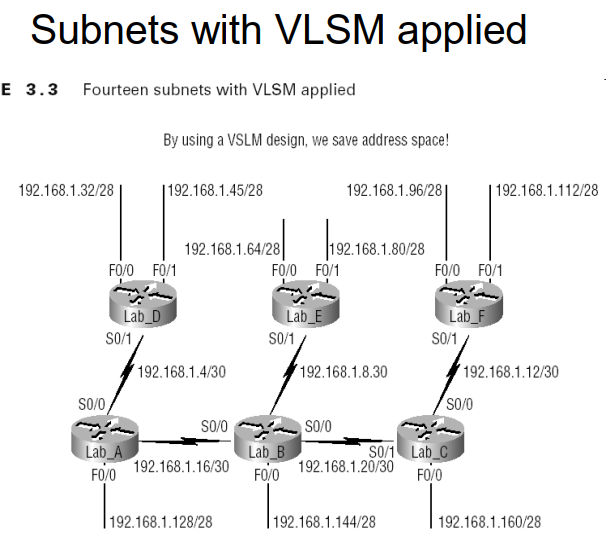 Subnets with VLSM applied
E 3.3 Fourteen subnets with VLSM applied
By using a VSLM design, we save address space!
192.168.1.32/28 192.168.1.45/28 192.168.1.96/28 192.168.1.112/28
192.168.1.64/28 192.168.1.80/28
F0/0 F0/1 F0/0 F0/1 F0/0 F0/1
Lab_D Lab_E Lab_F
S0/1 S0/1 S0/1
192.168.1.4/30 192.168.1.8.30 192.168.1.12/30
S0/0 S0/0
S0/0 S0/0
Lab_A Lab_B S0/1 Lab_C
192.168.1.16/30 192.168.1.20/30
F0/0 F0/0 F0/0
192.168.1.128/28 192.168.1.144/28 192.168.1.160/28